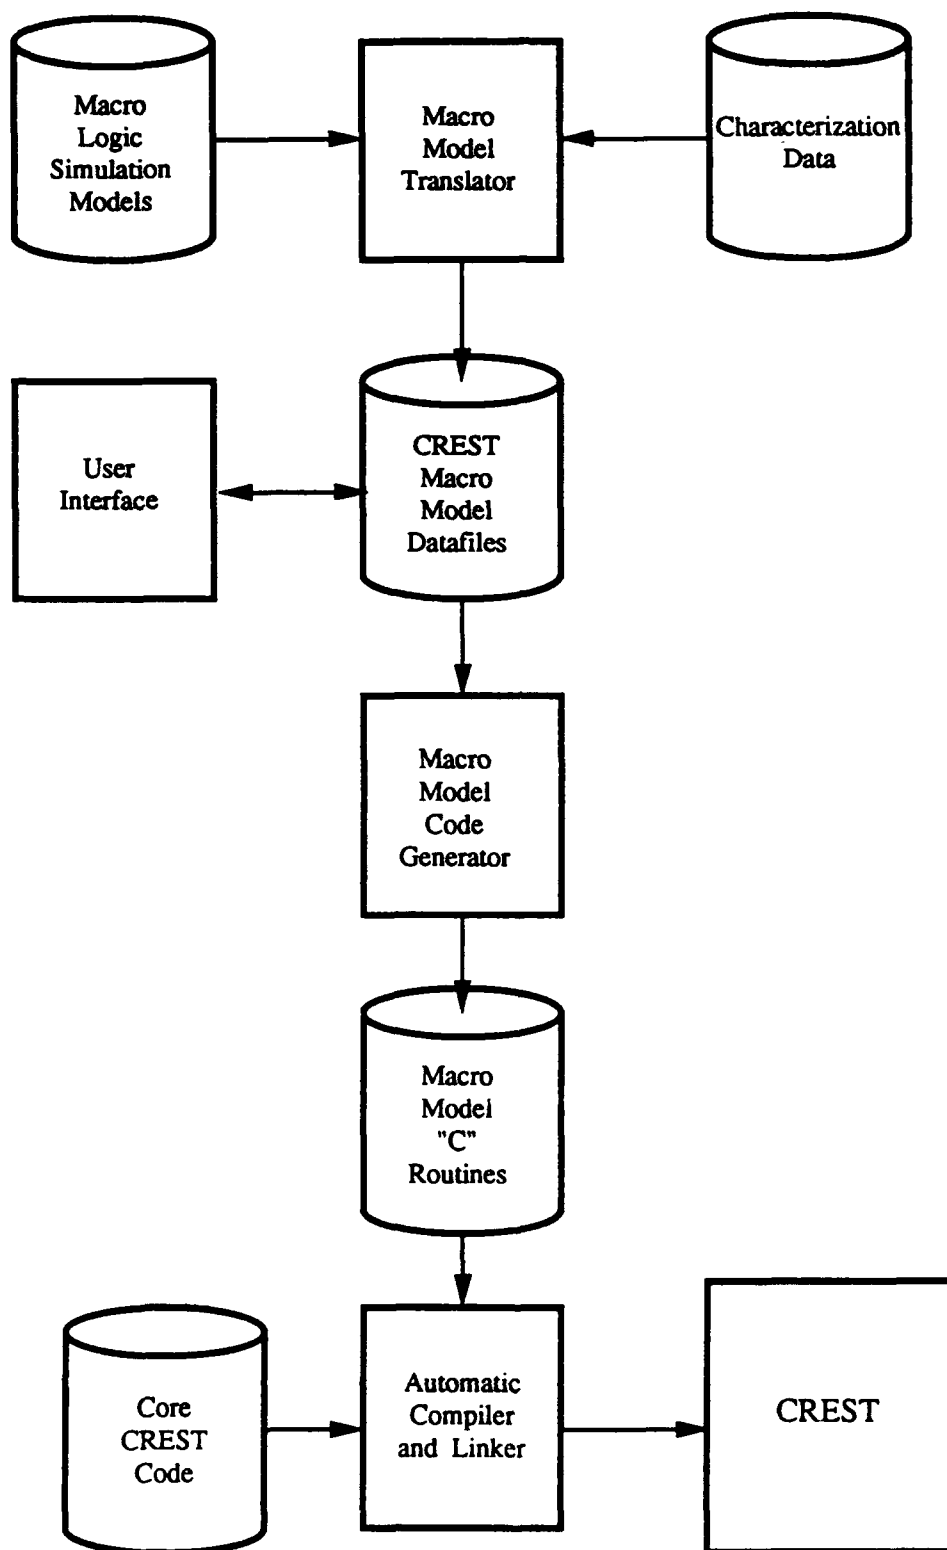 Macro
Logic
Simulation
Models
Macro
Model
Translator
Characterization
Data
User
Interface
CREST
Macro
Model
Datafiles
Macro
Model
Code
Generator
Macro
Model
"C"
Routines
Core
CREST
Code
Automatic
Compiler
and Linker
CREST